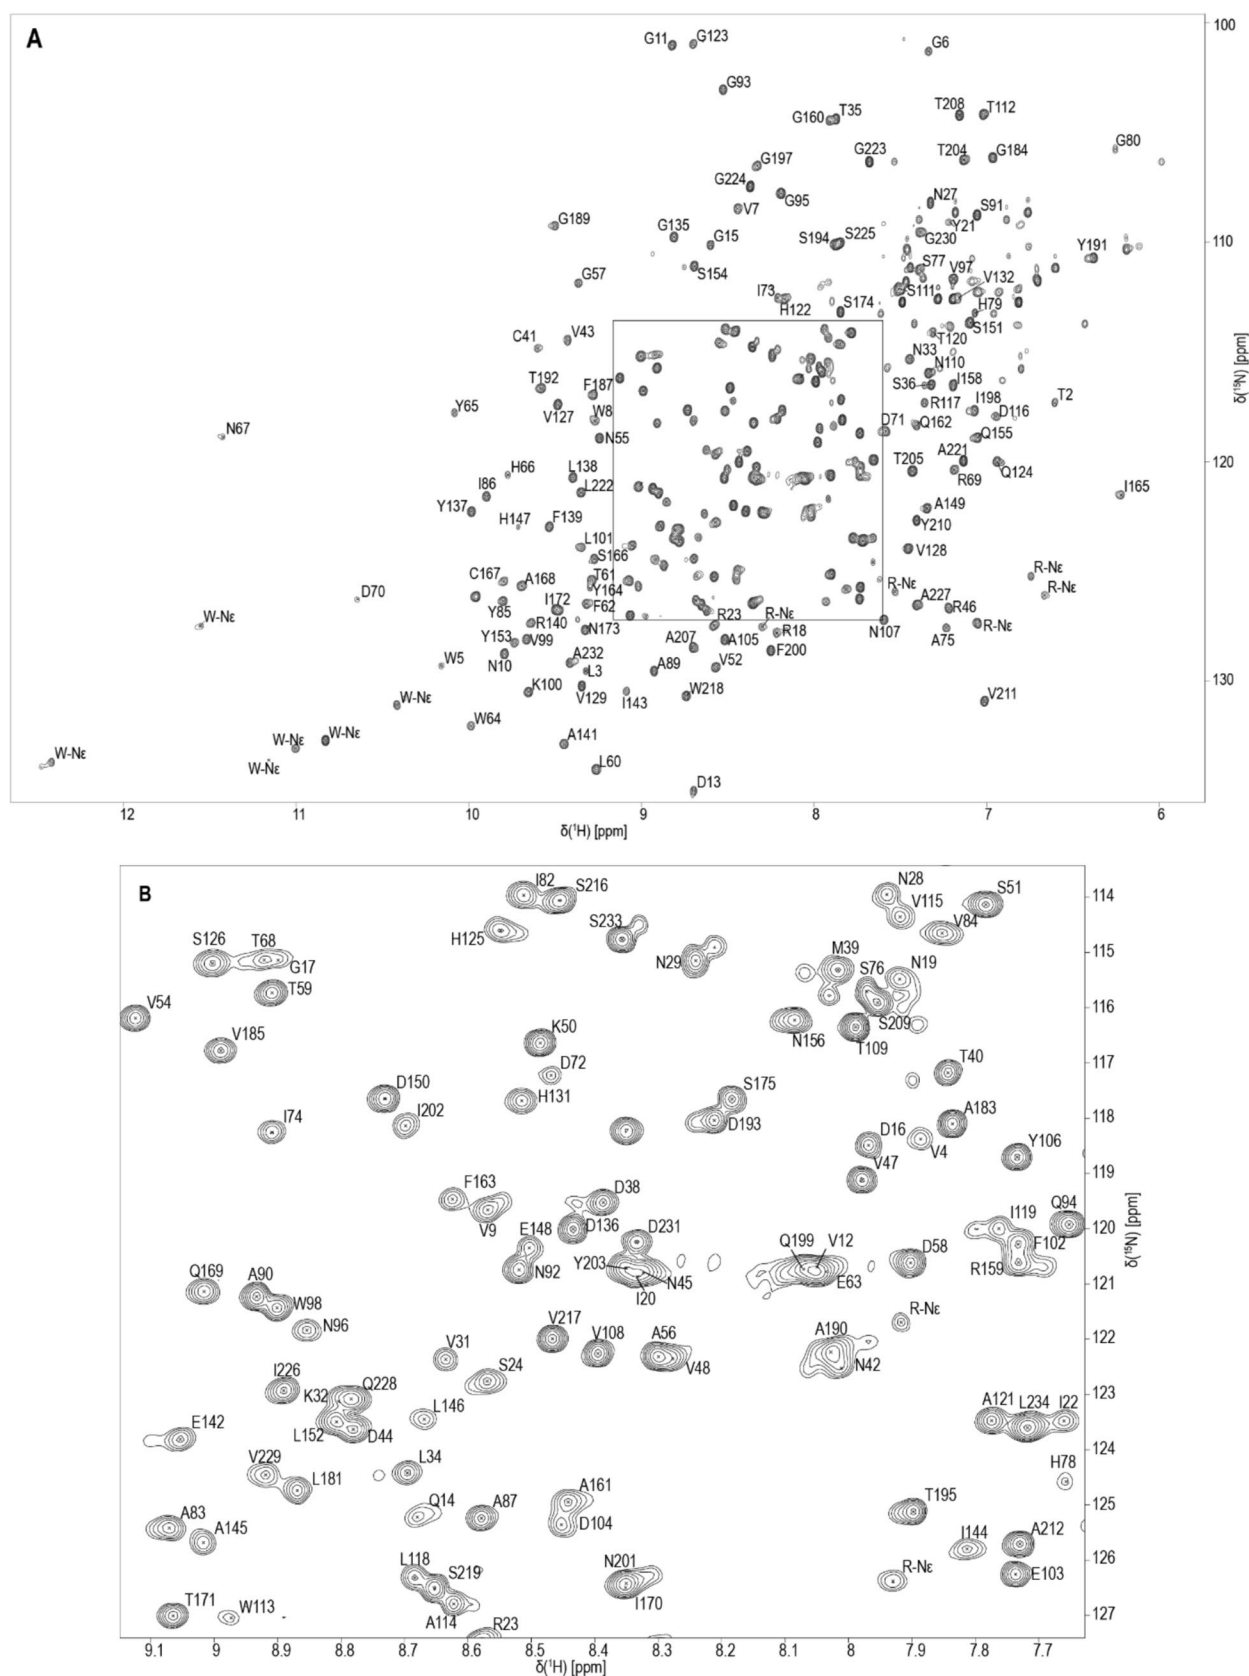 A
100
G11
G123
G6
G93
G160
T35
T208
T112
G223
T204
G184
G80
G197
G224
G95
V7
N27
S91
Y21
G189
G135
G15
S194
S225
G230
110
Y191
S154
S77
V97
G57
I73
H122
S111
V132
H79
S174
S151
T120
C41
V43
N33
N110
T192
F187
S36
I158
V127
W8
R117
I198
T2
Y65
D71
Q162
D116
N67
N55
Q155
120
H66
L138
T205
A221
R69
Q124
I86
L222
I165
Y137
H147
F139
A149
Y210
L101
V128
S166
C167
A168
T61
Y164
R-Nε
R-Nε
D70
Y85
I172
F62
R-Nε
A227
R46
W-Nε
R140
R23
R18
N107
A75
R-Nε
Y153
V99
N173
A207
A105
F200
N10
A232
L3
W5
A89
V52
130
K100
V129
I143
W218
V211
W-Nε
W64
W-Nε
W-Nε
A141
W-Nε
W-Nε
L60
D13
12
11
10
9
8
7
6
δ(¹H) [ppm]
δ(¹⁵N) [ppm]
B
I82
S216
N28
V115
S51
114
S126
T68
H125
S233
V84
G17
N29
M39
S76
N19
115
T59
V54
116
V185
K50
N156
T109
S209
D72
T40
117
D150
H131
S175
I74
I202
D193
D16
V4
A183
118
V47
Y106
119
F163
D38
V9
D136
D231
I119
Q94
120
E148
Q199
V12
D58
F102
Y203
R159
Q169
A90
N92
N45
I20
E63
121
W98
N96
R-Nε
V31
V217
V108
A56
A190
122
V48
N42
I226
S24
Q228
K32
L146
A121
L234
I22
123
E142
L152
D44
V229
L34
124
L181
H78
A161
Q14
A87
T195
125
A83
D104
A145
I144
A212
L118
S219
N201
R-Nε
E103
126
T171
W113
A114
I170
R23
127
9.1
9
8.9
8.8
8.7
8.6
8.5
8.4
8.3
8.2
8.1
8
7.9
7.8
7.7
δ(¹H) [ppm]
δ(¹⁵N) [ppm]